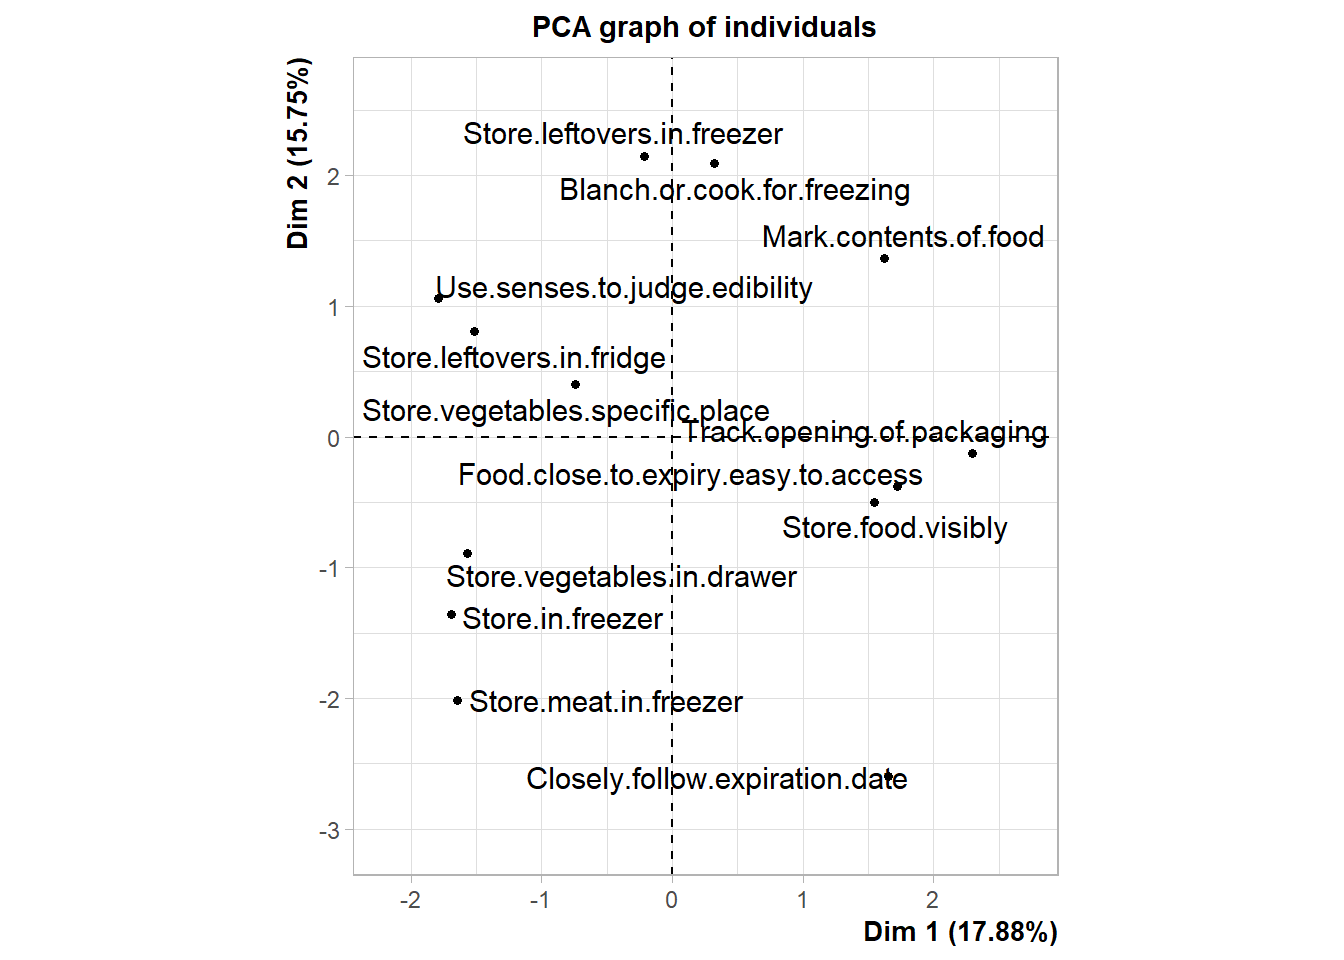 PCA graph of individuals
Dim 2 (15.75%)
Store.leftovers.in.freezer
2
Blanch.or.cook.for.freezing
Mark.contents.of.food
Use.senses.to.judge.edibility
1
Store.leftovers.in.fridge
Store.vegetables.specific.place
Track.opening.of.packaging
0
Food.close.to.expiry.easy.to.access
Store.food.visibly
-1
Store.vegetables.in.drawer
Store.in.freezer
-2
Store.meat.in.freezer
Closely.follow.expiration.date
-3
-2 -1 0 1 2
Dim 1 (17.88%)